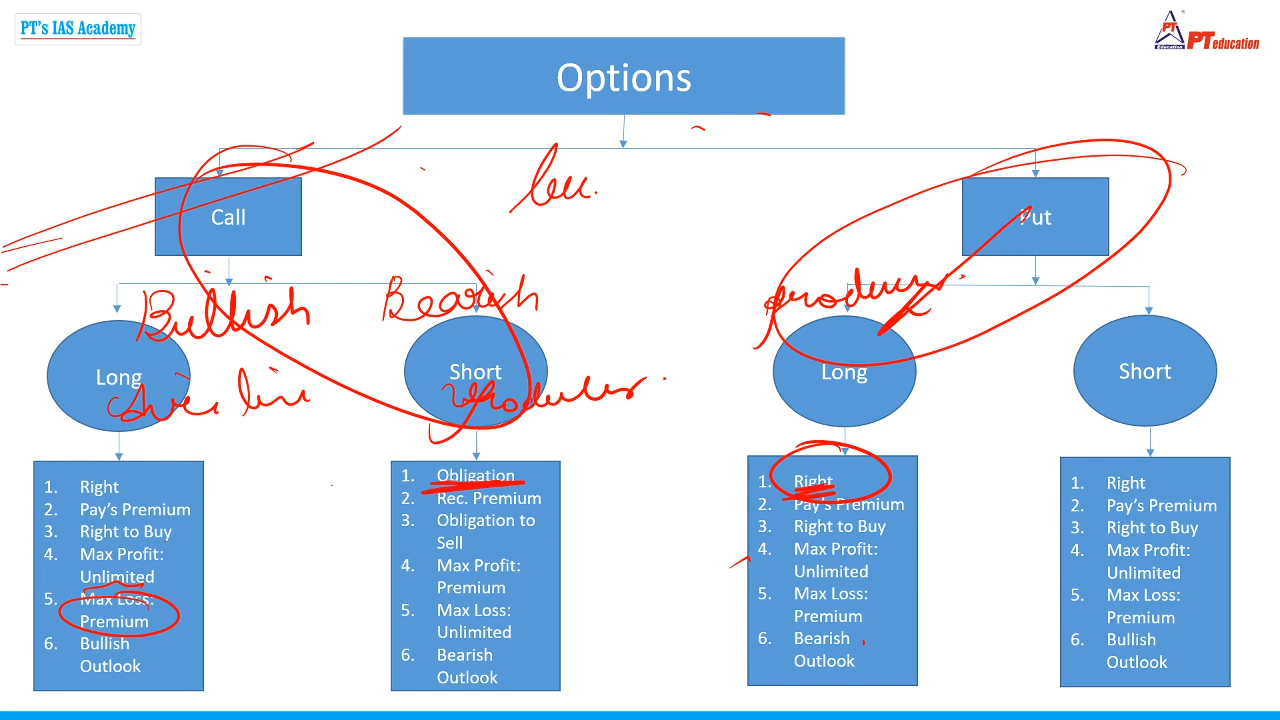 PT's IAS Academy
PT
Education
PT education
Options
Call
Put
Bullish
Bearish
Long
Short
Long
Short
1. Right
2. Pay's Premium
3. Right to Buy
4. Max Profit:
Unlimited
5. Max Loss:
Premium
6. Bullish
Outlook
1. Obligation
2. Rec. Premium
3. Obligation to
Sell
4. Max Profit:
Premium
5. Max Loss:
Unlimited
6. Bearish
Outlook
1. Right
2. Pay's Premium
3. Right to Buy
4. Max Profit:
Unlimited
5. Max Loss:
Premium
6. Bearish
Outlook
1. Right
2. Pay's Premium
3. Right to Buy
4. Max Profit:
Unlimited
5. Max Loss:
Premium
6. Bullish
Outlook